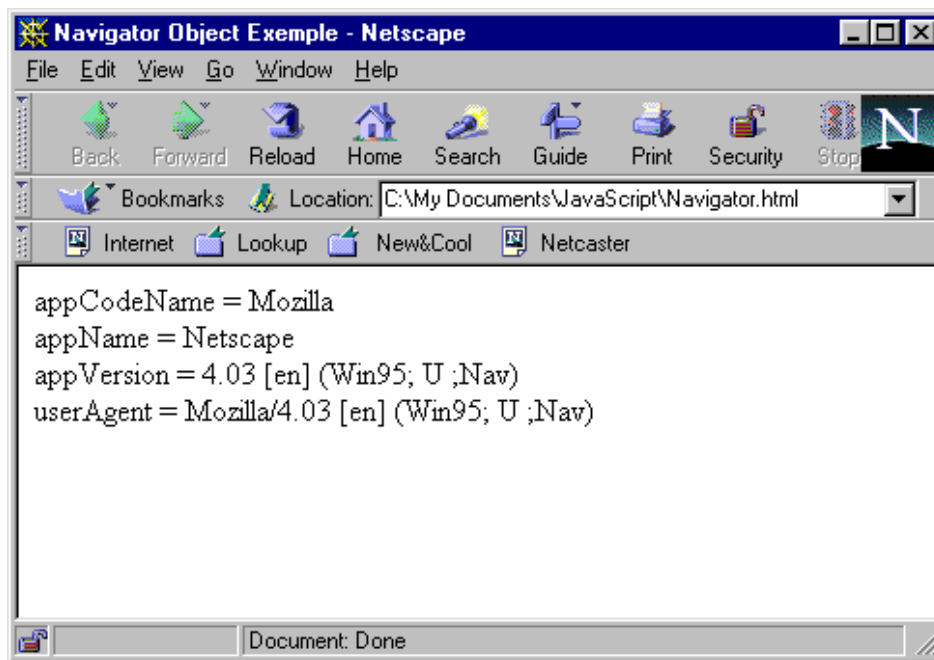 Navigator Object Exemple - Netscape
File Edit View Go Window Help
Back Forward Reload Home Search Guide Print Security Stop N
Bookmarks Location: C:\My Documents\JavaScript\Navigator.html
Internet Lookup New&Cool Netcaster
appCodeName = Mozilla
appName = Netscape
appVersion = 4.03 [en] (Win95; U ;Nav)
userAgent = Mozilla/4.03 [en] (Win95; U ;Nav)
Document: Done